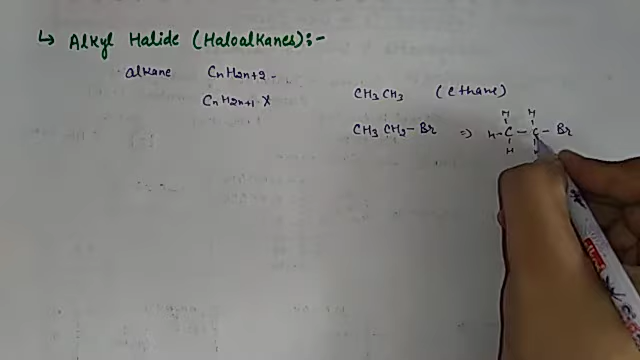 ↳ Alkyl Halide (Haloalkanes):-
alkane CnH2n+2 -
CnH2n+1 X
CH3 CH3 (Ethane)
CH3 CH2-Br ⇒ H-C-C-Br
H H
H H